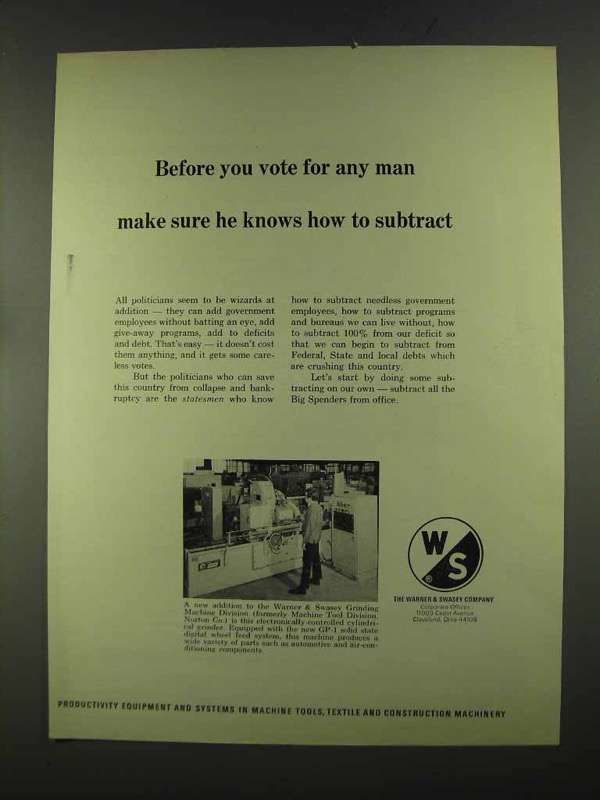 Before you vote for any man
make sure he knows how to subtract
All politicians seem to be wizards at
addition — they can add government
employees without batting an eye, add
give-away programs, add to deficits
and debt. That's easy — it doesn't cost
them anything, and it gets some care-
less votes.
But the politicians who can save
this country from collapse and bank-
ruptcy are the statesmen who know
how to subtract needless government
employees, how to subtract programs
and bureaus we can live without, how
to subtract 100% from our deficit so
that we can begin to subtract from
Federal, State and local debts which
are crushing this country.
Let's start by doing some sub-
tracting on our own — subtract all the
Big Spenders from office.
A new addition to the Warner & Swasey Grinding
Machine Division (formerly Machine Tool Division,
Norton Co.) is this electronically-controlled cylindri-
cal grinder. Equipped with the new GP-1 solid state
digital wheel feed system, this machine produces a
wide variety of parts such as automotive and air-con-
ditioning components.
W
S
®
THE WARNER & SWASEY COMPANY
Corporate Offices
11000 Cedar Avenue
Cleveland, Ohio 44106
PRODUCTIVITY EQUIPMENT AND SYSTEMS IN MACHINE TOOLS, TEXTILE AND CONSTRUCTION MACHINERY